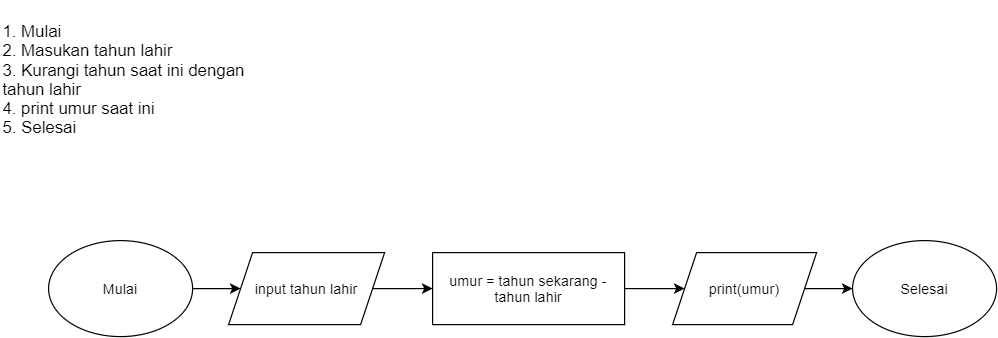 1. Mulai
2. Masukan tahun lahir
3. Kurangi tahun saat ini dengan
tahun lahir
4. print umur saat ini
5. Selesai
Mulai
input tahun lahir
umur = tahun sekarang -
tahun lahir
print(umur)
Selesai